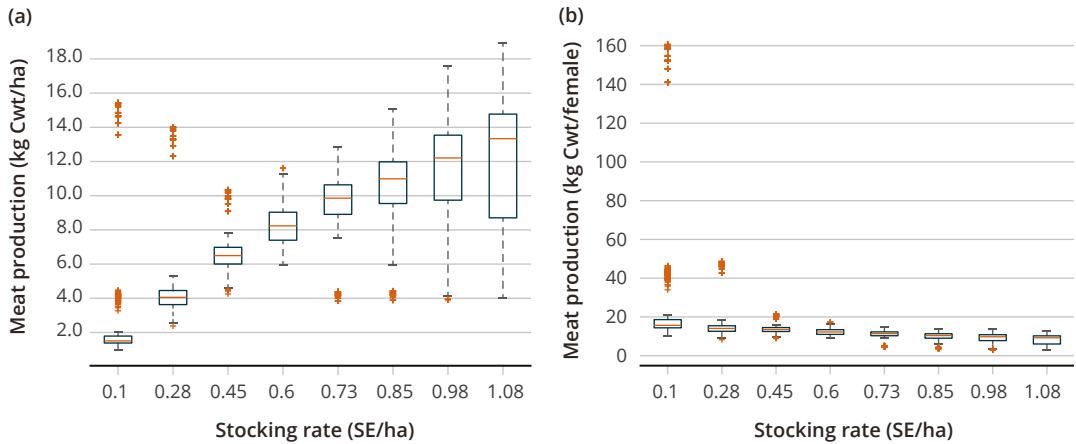 (a)
Meat production (kg Cwt/ha)
18.0
16.0
14.0
12.0
10.0
8.0
6.0
4.0
2.0
0.1 0.28 0.45 0.6 0.73 0.85 0.98 1.08
Stocking rate (SE/ha)
(b)
Meat production (kg Cwt/female)
160
140
120
160
80
60
40
20
0
0.1 0.28 0.45 0.6 0.73 0.85 0.98 1.08
Stocking rate (SE/ha)